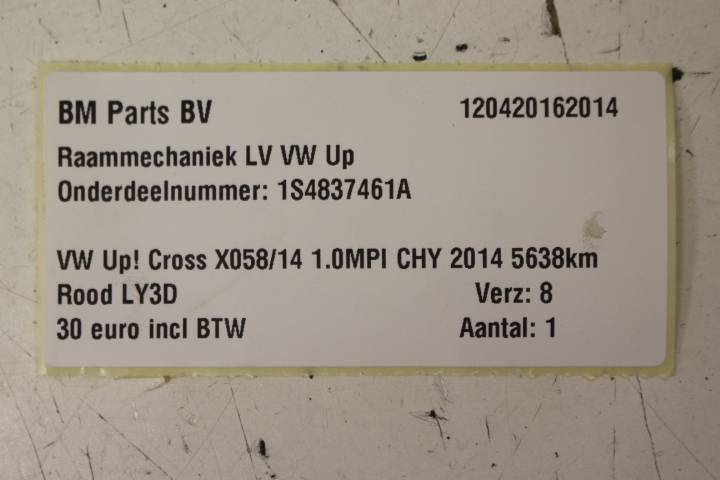 BM Parts BV 120420162014
Raammechaniek LV VW Up
Onderdeelnummer: 1S4837461A
VW Up! Cross X058/14 1.0MPI CHY 2014 5638km
Rood LY3D Verz: 8
30 euro incl BTW Aantal: 1